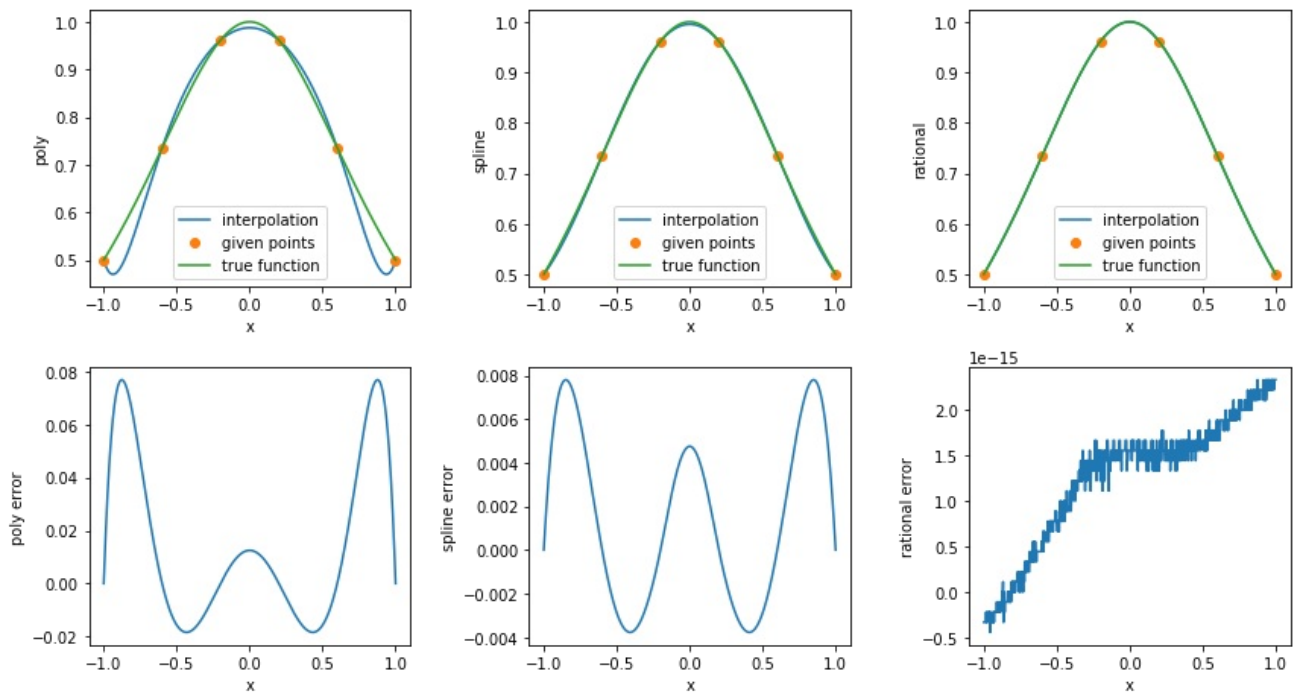 poly
1.0
0.9
0.8
0.7
0.6
0.5
interpolation
given points
true function
−1.0 −0.5 0.0 0.5 1.0
x
spline
1.0
0.9
0.8
0.7
0.6
0.5
interpolation
given points
true function
−1.0 −0.5 0.0 0.5 1.0
x
rational
1.0
0.9
0.8
0.7
0.6
0.5
interpolation
given points
true function
−1.0 −0.5 0.0 0.5 1.0
x
poly error
0.08
0.06
0.04
0.02
0.00
−0.02
−1.0 −0.5 0.0 0.5 1.0
x
spline error
0.008
0.006
0.004
0.002
0.000
−0.002
−0.004
−1.0 −0.5 0.0 0.5 1.0
x
1e−15
rational error
2.0
1.5
1.0
0.5
0.0
−0.5
−1.0 −0.5 0.0 0.5 1.0
x